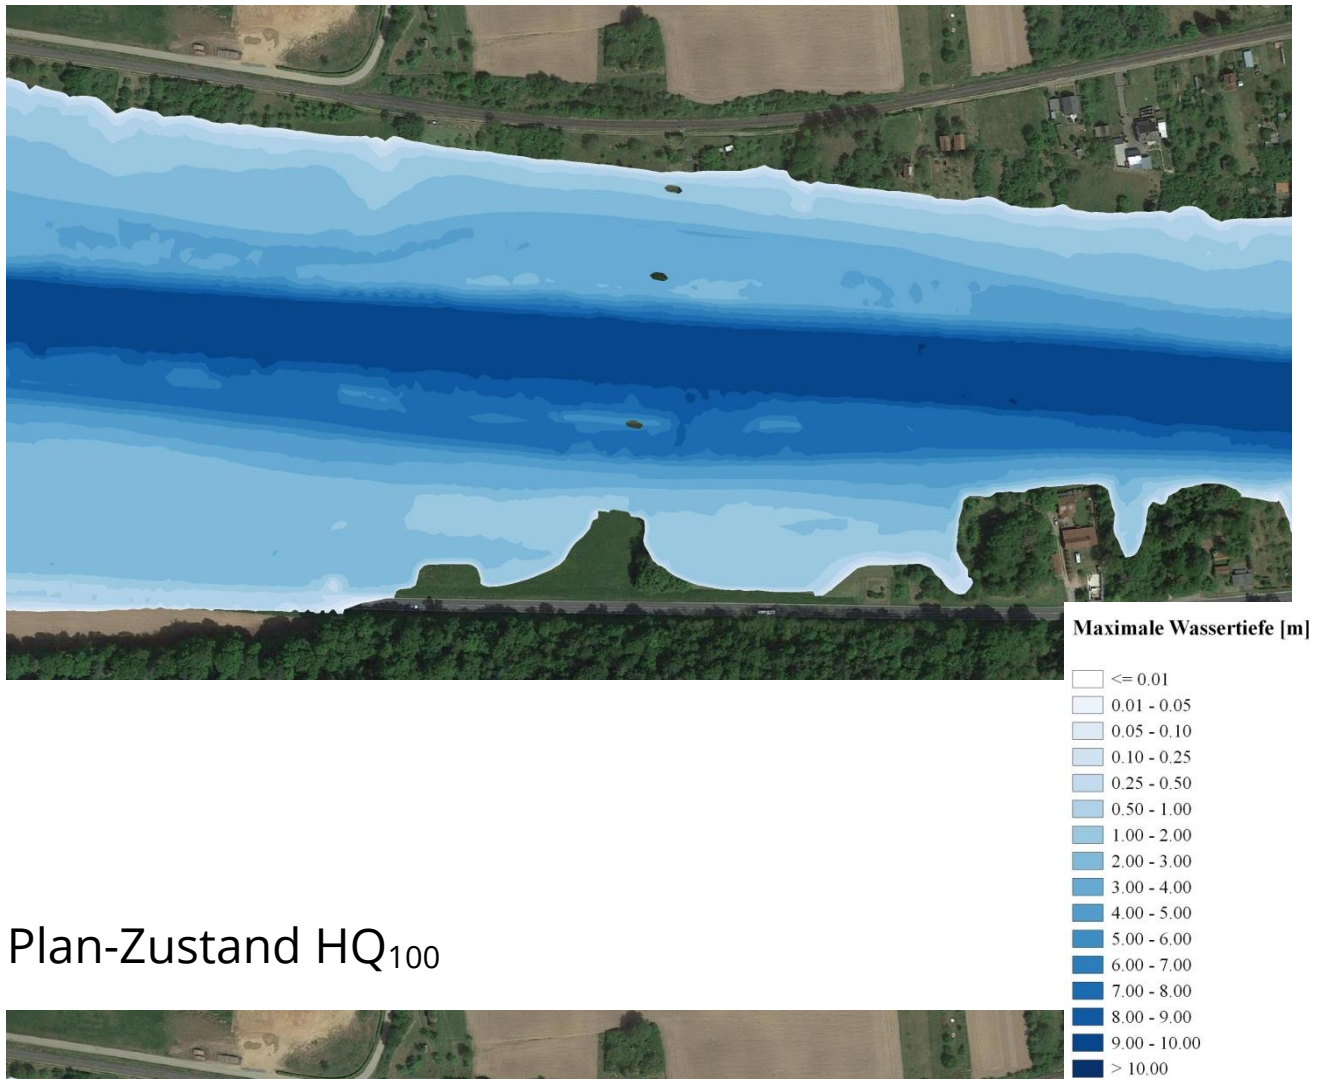 Maximale Wassertiefe [m]
<= 0.01
0.01 - 0.05
0.05 - 0.10
0.10 - 0.25
0.25 - 0.50
0.50 - 1.00
1.00 - 2.00
2.00 - 3.00
3.00 - 4.00
4.00 - 5.00
5.00 - 6.00
6.00 - 7.00
7.00 - 8.00
8.00 - 9.00
9.00 - 10.00
> 10.00
Plan-Zustand HQ₁₀₀